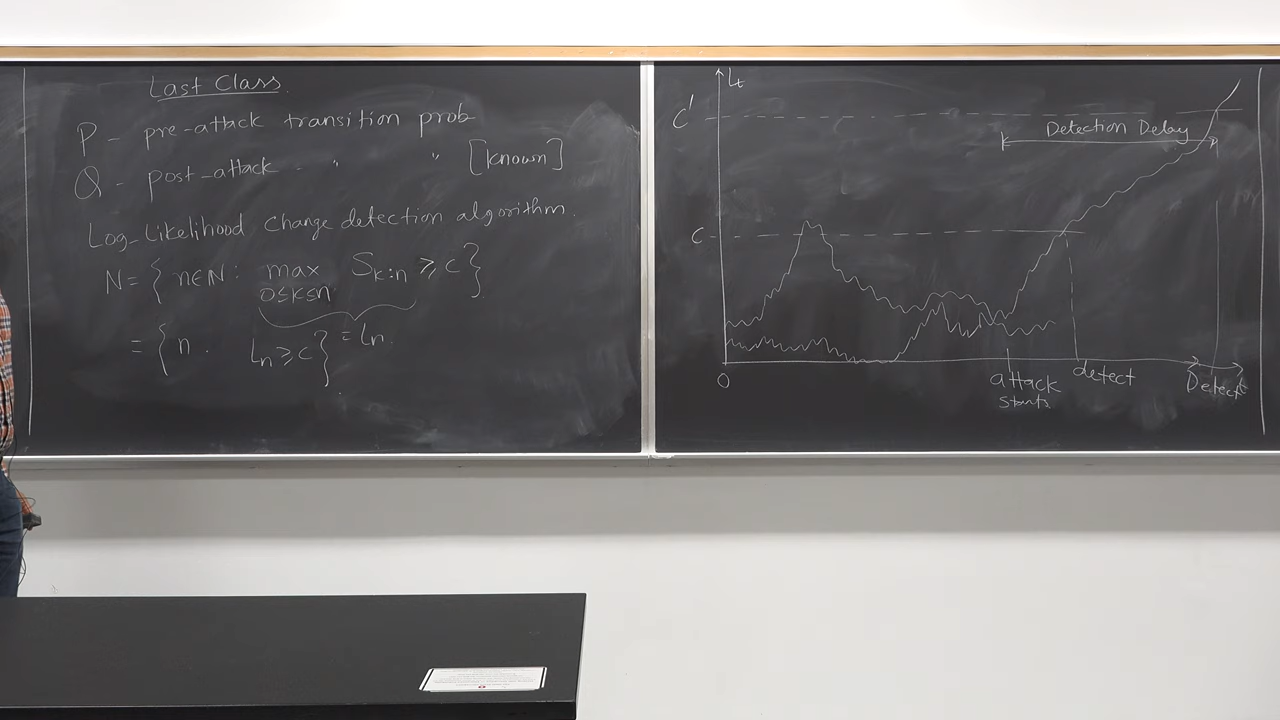 Last Class.
P - pre-attack transition prob
Q - post-attack - " " [known]
Log-Likelihood change detection algorithm.
N = { n ∈ N : max S_{k:n} ≥ c }
0≤k≤n
= { n . L_n ≥ c } = L_n.
L_t
C'
Detection Delay
C
0
attack starts
detect
Detect